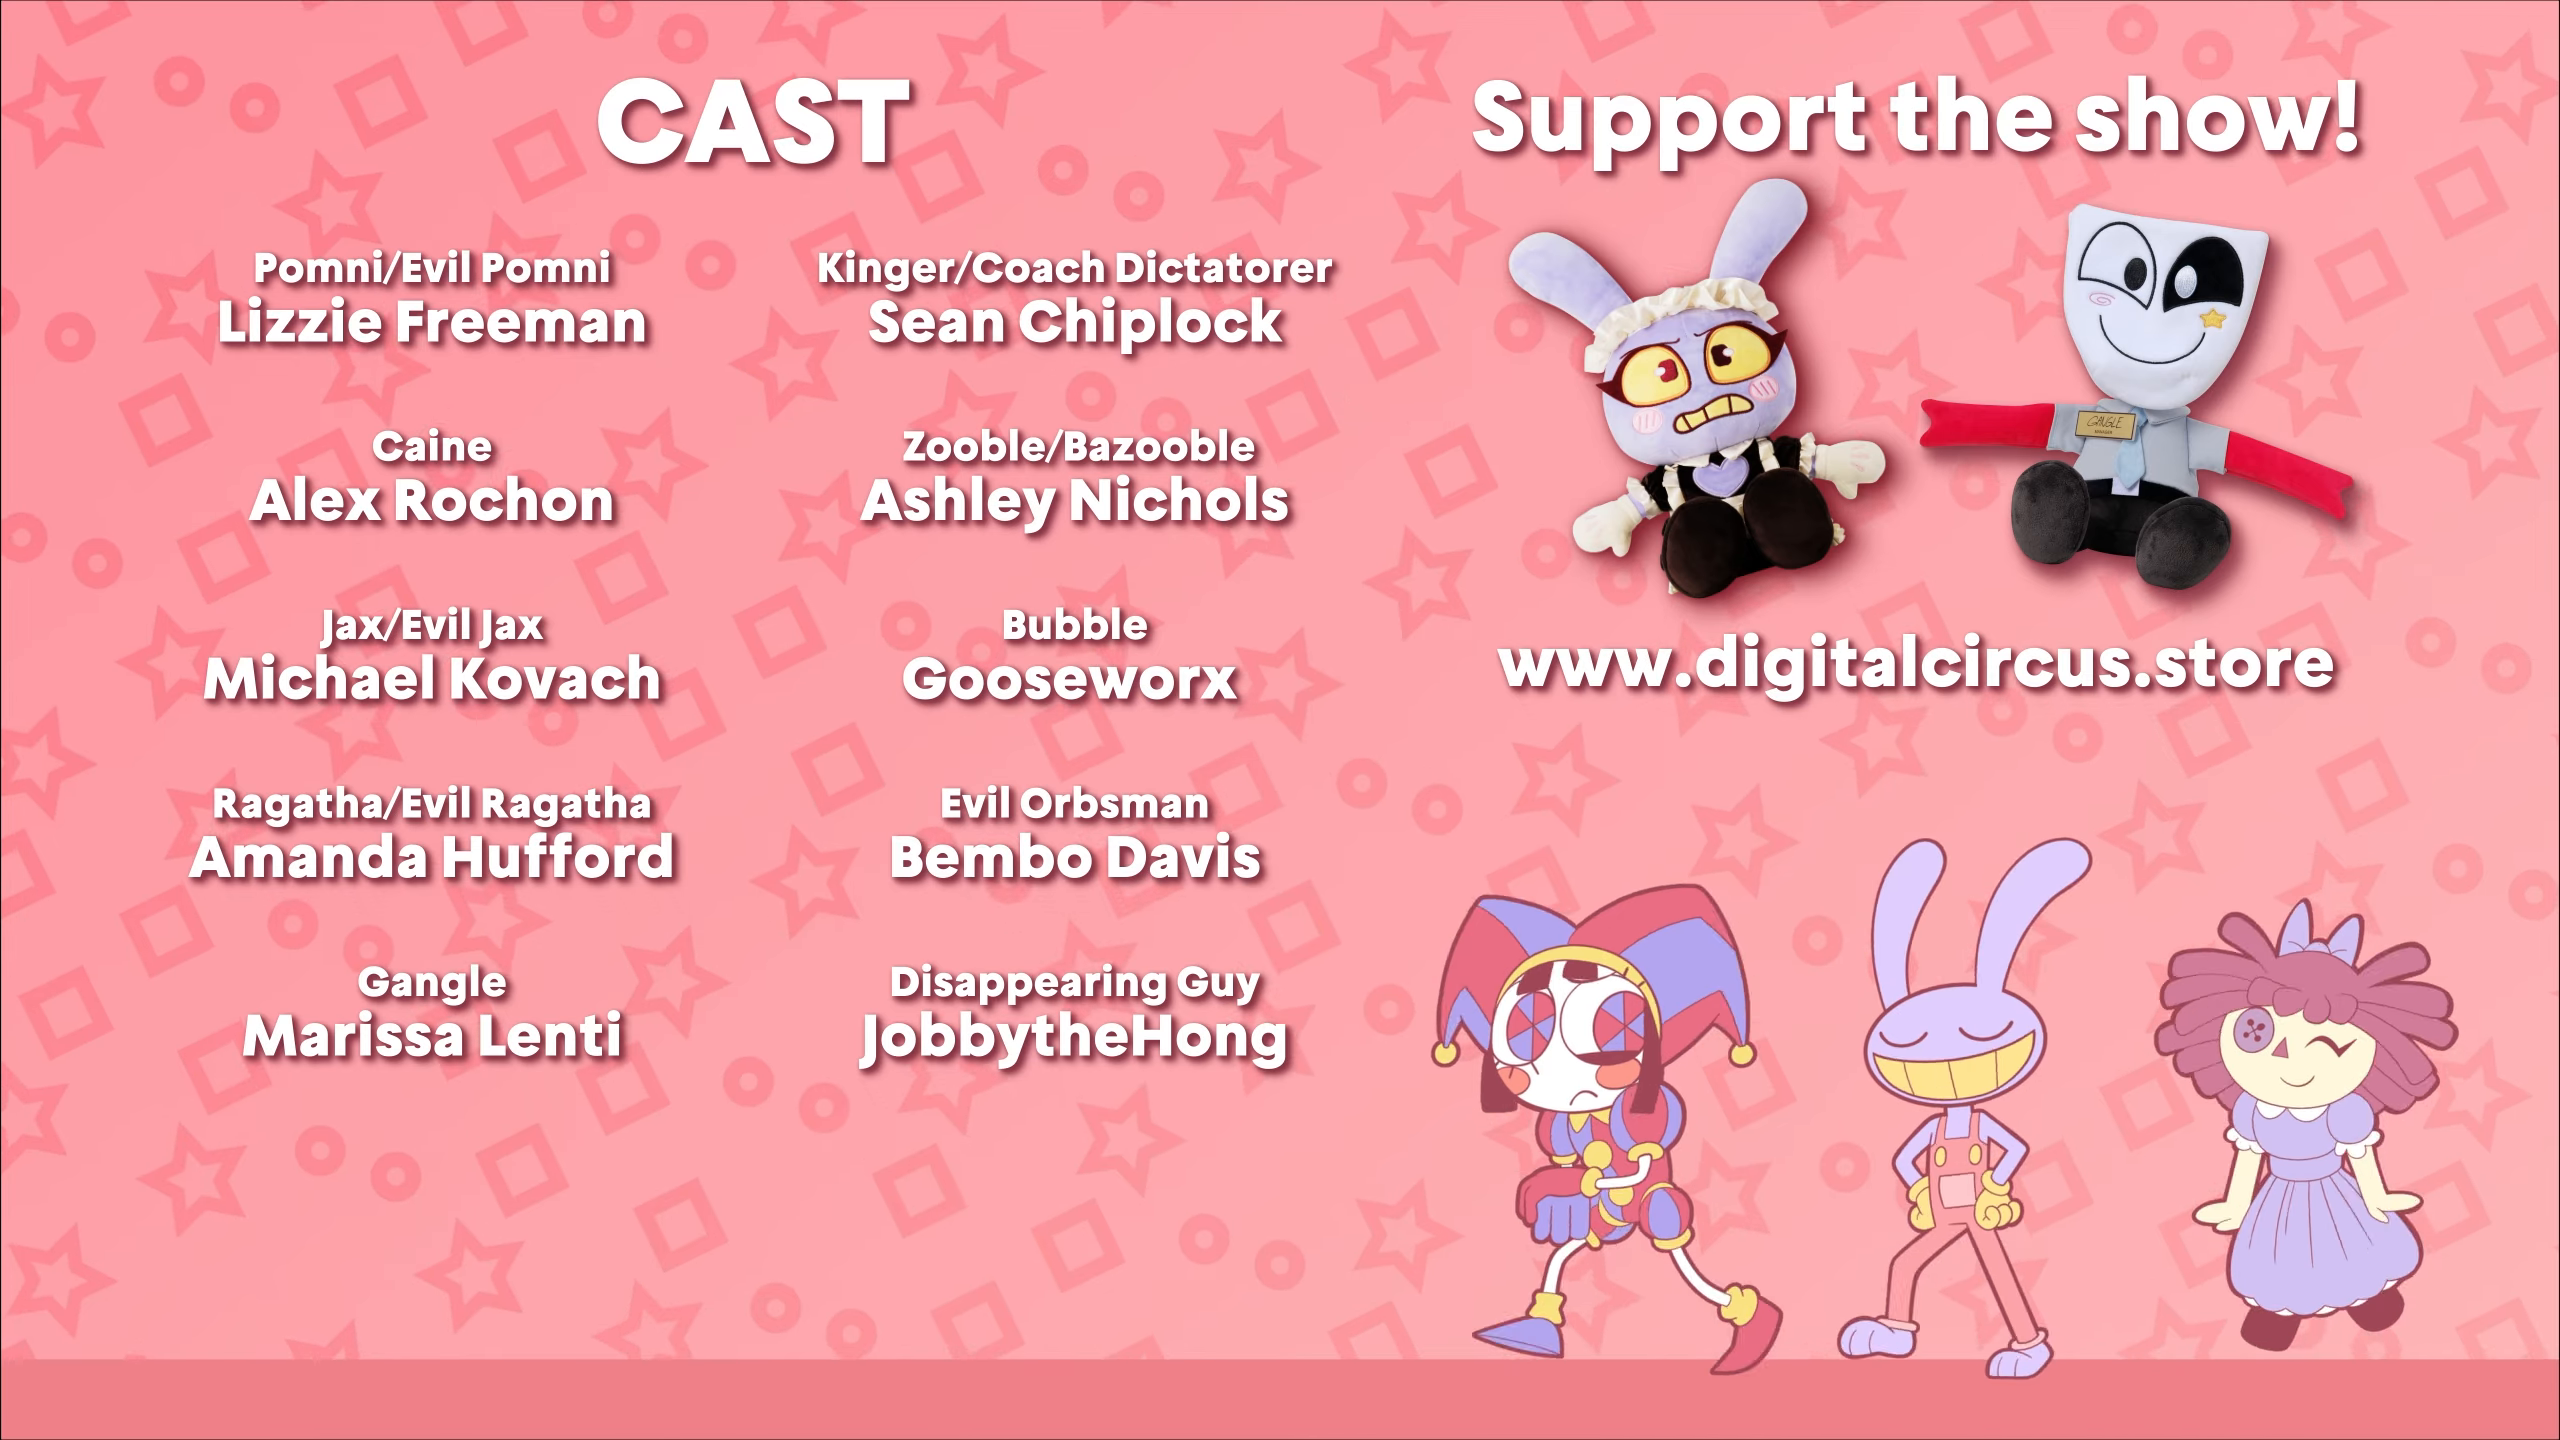 CAST
Pomni/Evil Pomni
Lizzie Freeman
Caine
Alex Rochon
Jax/Evil Jax
Michael Kovach
Ragatha/Evil Ragatha
Amanda Hufford
Gangle
Marissa Lenti
Kinger/Coach Dictatorer
Sean Chiplock
Zooble/Bazooble
Ashley Nichols
Bubble
Gooseworx
Evil Orbsman
Bembo Davis
Disappearing Guy
JobbytheHong
Support the show!
GANGLE
MANAGER
www.digitalcircus.store